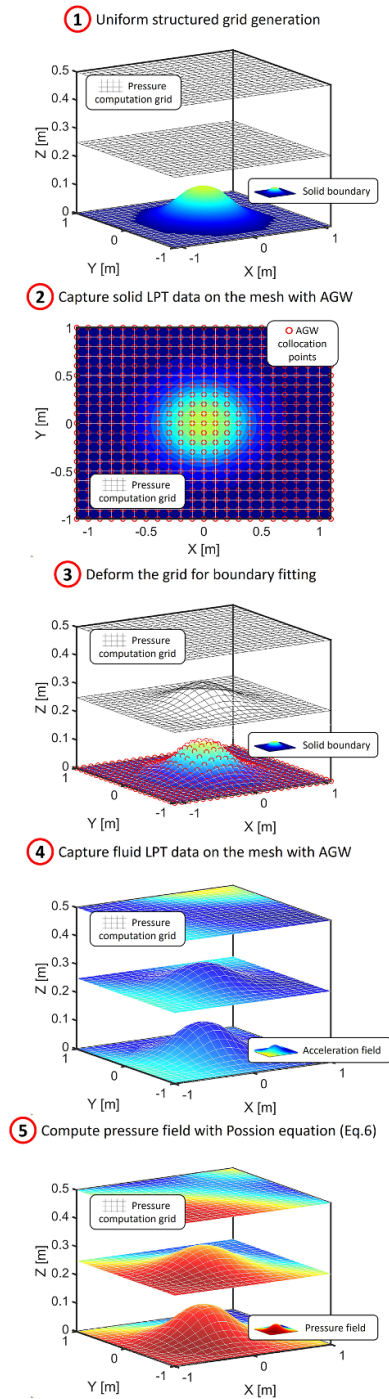 1 Uniform structured grid generation
0.5
0.4
0.3
0.2
0.1
0
Z [m]
Pressure
computation grid
Solid boundary
1
0
-1
Y [m]
-1
0
1
X [m]
2 Capture solid LPT data on the mesh with AGW
1
0.5
0
-0.5
-1
Y [m]
AGW
collocation
points
Pressure
computation grid
-1
-0.5
0
0.5
1
X [m]
3 Deform the grid for boundary fitting
0.5
0.4
0.3
0.2
0.1
0
Z [m]
Pressure
computation grid
Solid boundary
1
0
-1
Y [m]
-1
0
1
X [m]
4 Capture fluid LPT data on the mesh with AGW
0.5
0.4
0.3
0.2
0.1
0
Z [m]
Pressure
computation grid
Acceleration field
1
0
-1
Y [m]
-1
0
1
X [m]
5 Compute pressure field with Possion equation (Eq.6)
0.5
0.4
0.3
0.2
0.1
0
Z [m]
Pressure
computation grid
Pressure field
1
0
-1
Y [m]
-1
0
1
X [m]